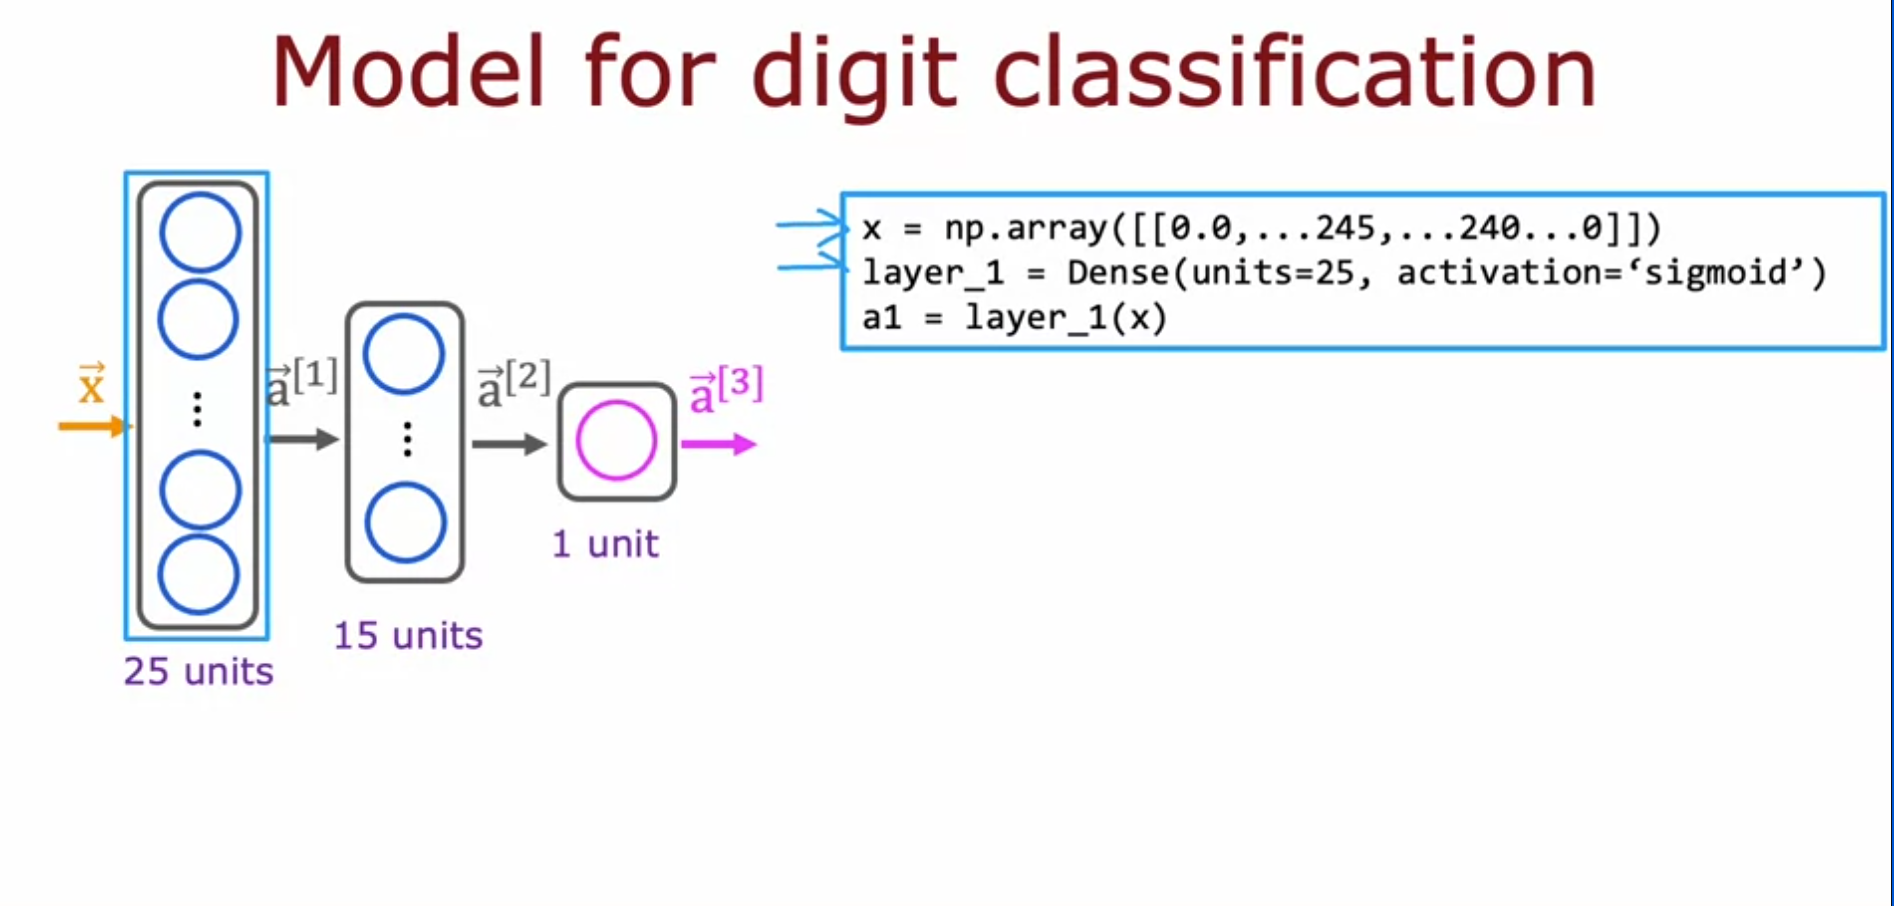 Model for digit classification
x = np.array([[0.0,...245,...240...0]])
layer_1 = Dense(units=25, activation=‘sigmoid’)
a1 = layer_1(x)
x⃗
a⃗[1]
a⃗[2]
a⃗[3]
25 units
15 units
1 unit